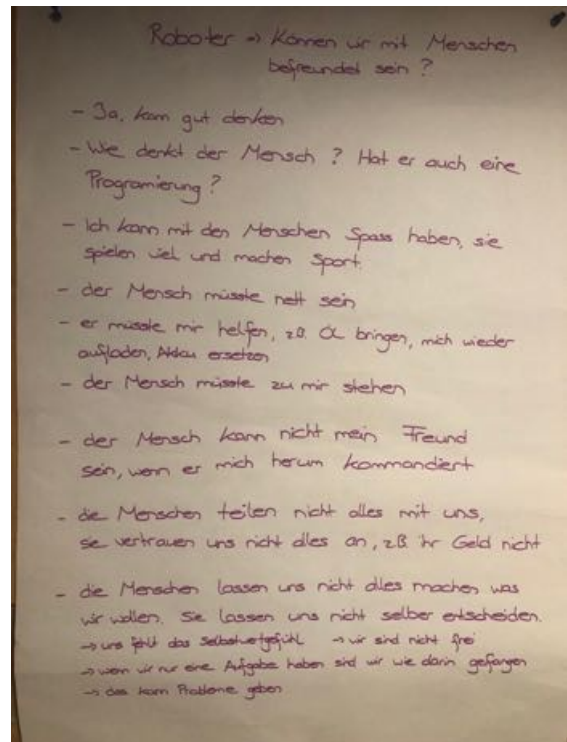 Roboter → Können wir mit Menschen
befreundet sein ?
- Ja, kann gut denken
- Wie denkt der Mensch ? Hat er auch eine
Programierung ?
- Ich kann mit den Menschen Spass haben, sie
spielen viel und machen Sport.
- der Mensch müsste nett sein
- er müsste mir helfen, z.B. Öl bringen, mich wieder
aufladen, Akku ersetzen
- der Mensch müsste zu mir stehen
- der Mensch kann nicht mein Freund
sein, wenn er mich herum kommandiert
- die Menschen teilen nicht alles mit uns,
sie vertrauen uns nicht alles an, z.B. ihr Geld nicht
- die Menschen lassen uns nicht alles machen was
wir wollen. Sie lassen uns nicht selber entscheiden.
→ uns fehlt das Selbstwertgefühl → wir sind nicht frei
→ wenn wir nur eine Aufgabe haben sind wir wie darin gefangen
→ das kann Probleme geben